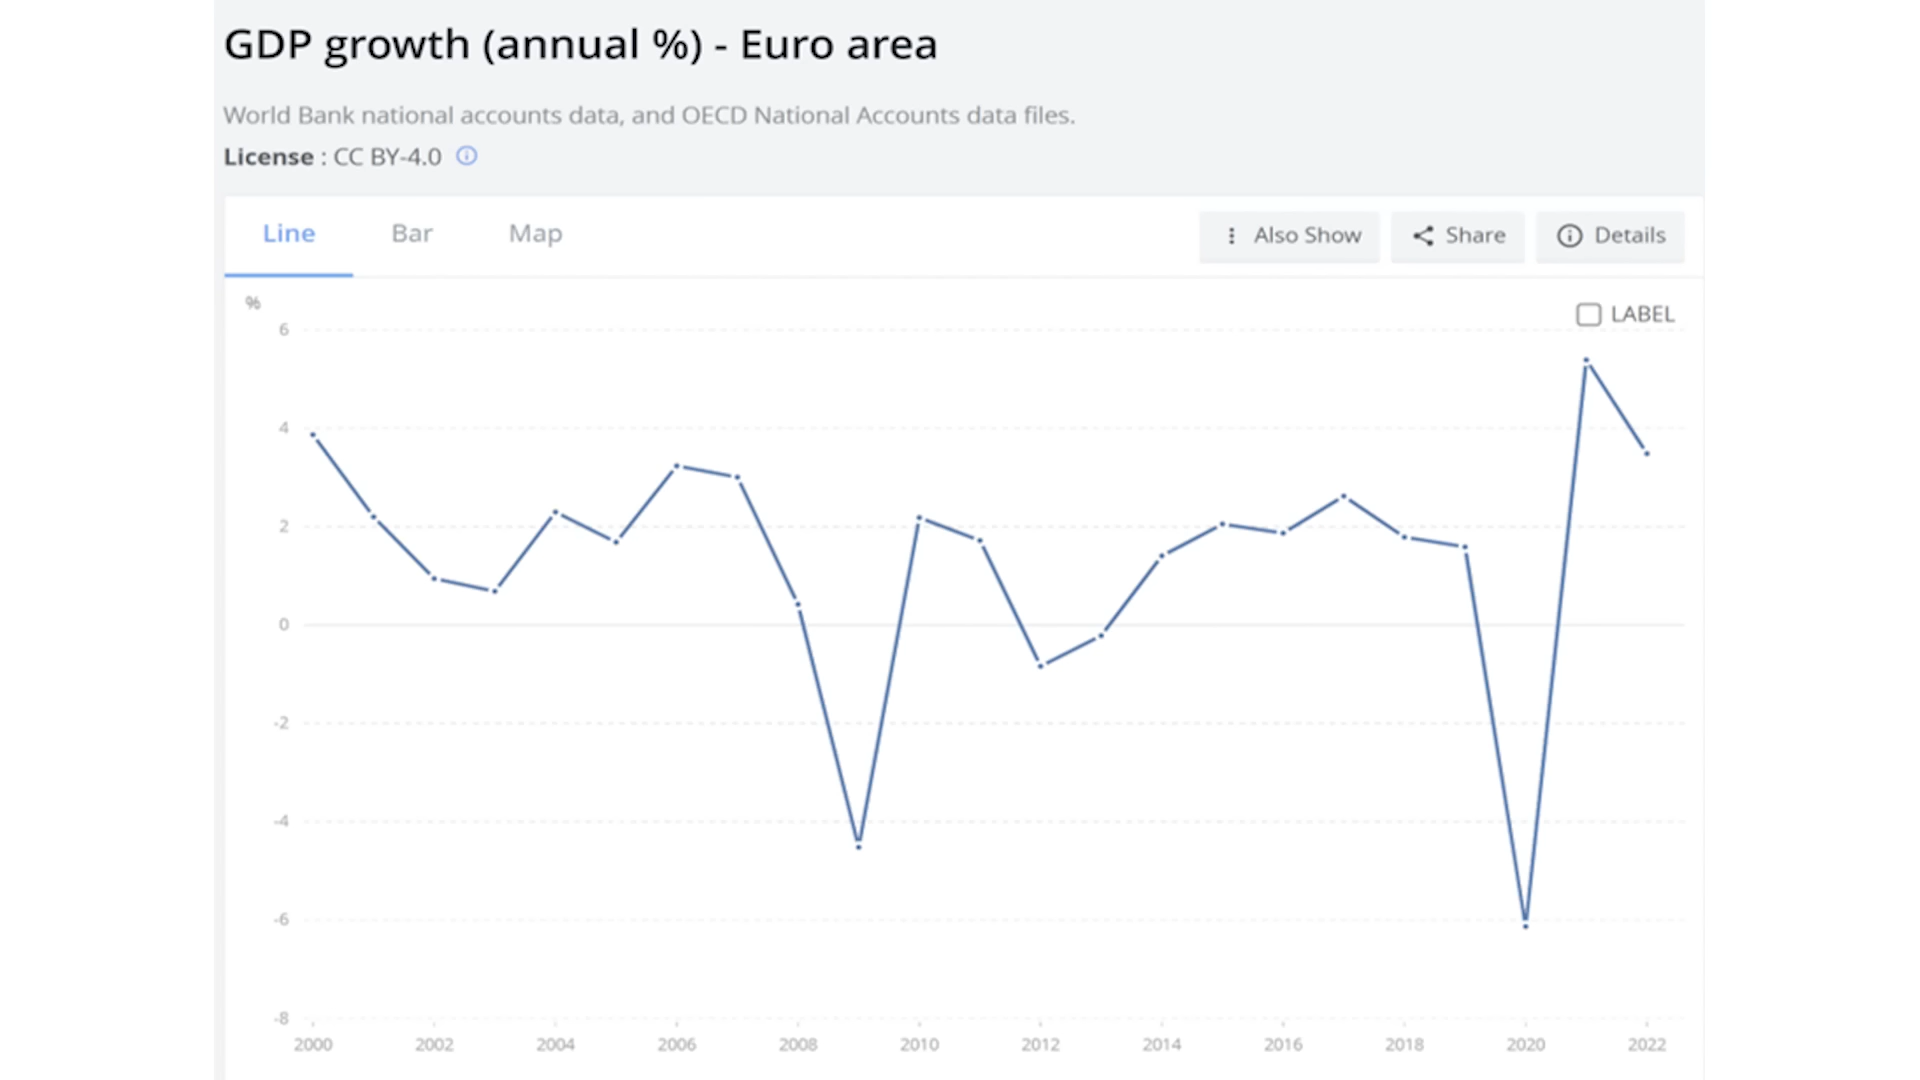 GDP growth (annual %) - Euro area
World Bank national accounts data, and OECD National Accounts data files.
License : CC BY-4.0
Line Bar Map Also Show Share Details
%
LABEL
6
4
2
0
-2
-4
-6
-8
2000 2002 2004 2006 2008 2010 2012 2014 2016 2018 2020 2022